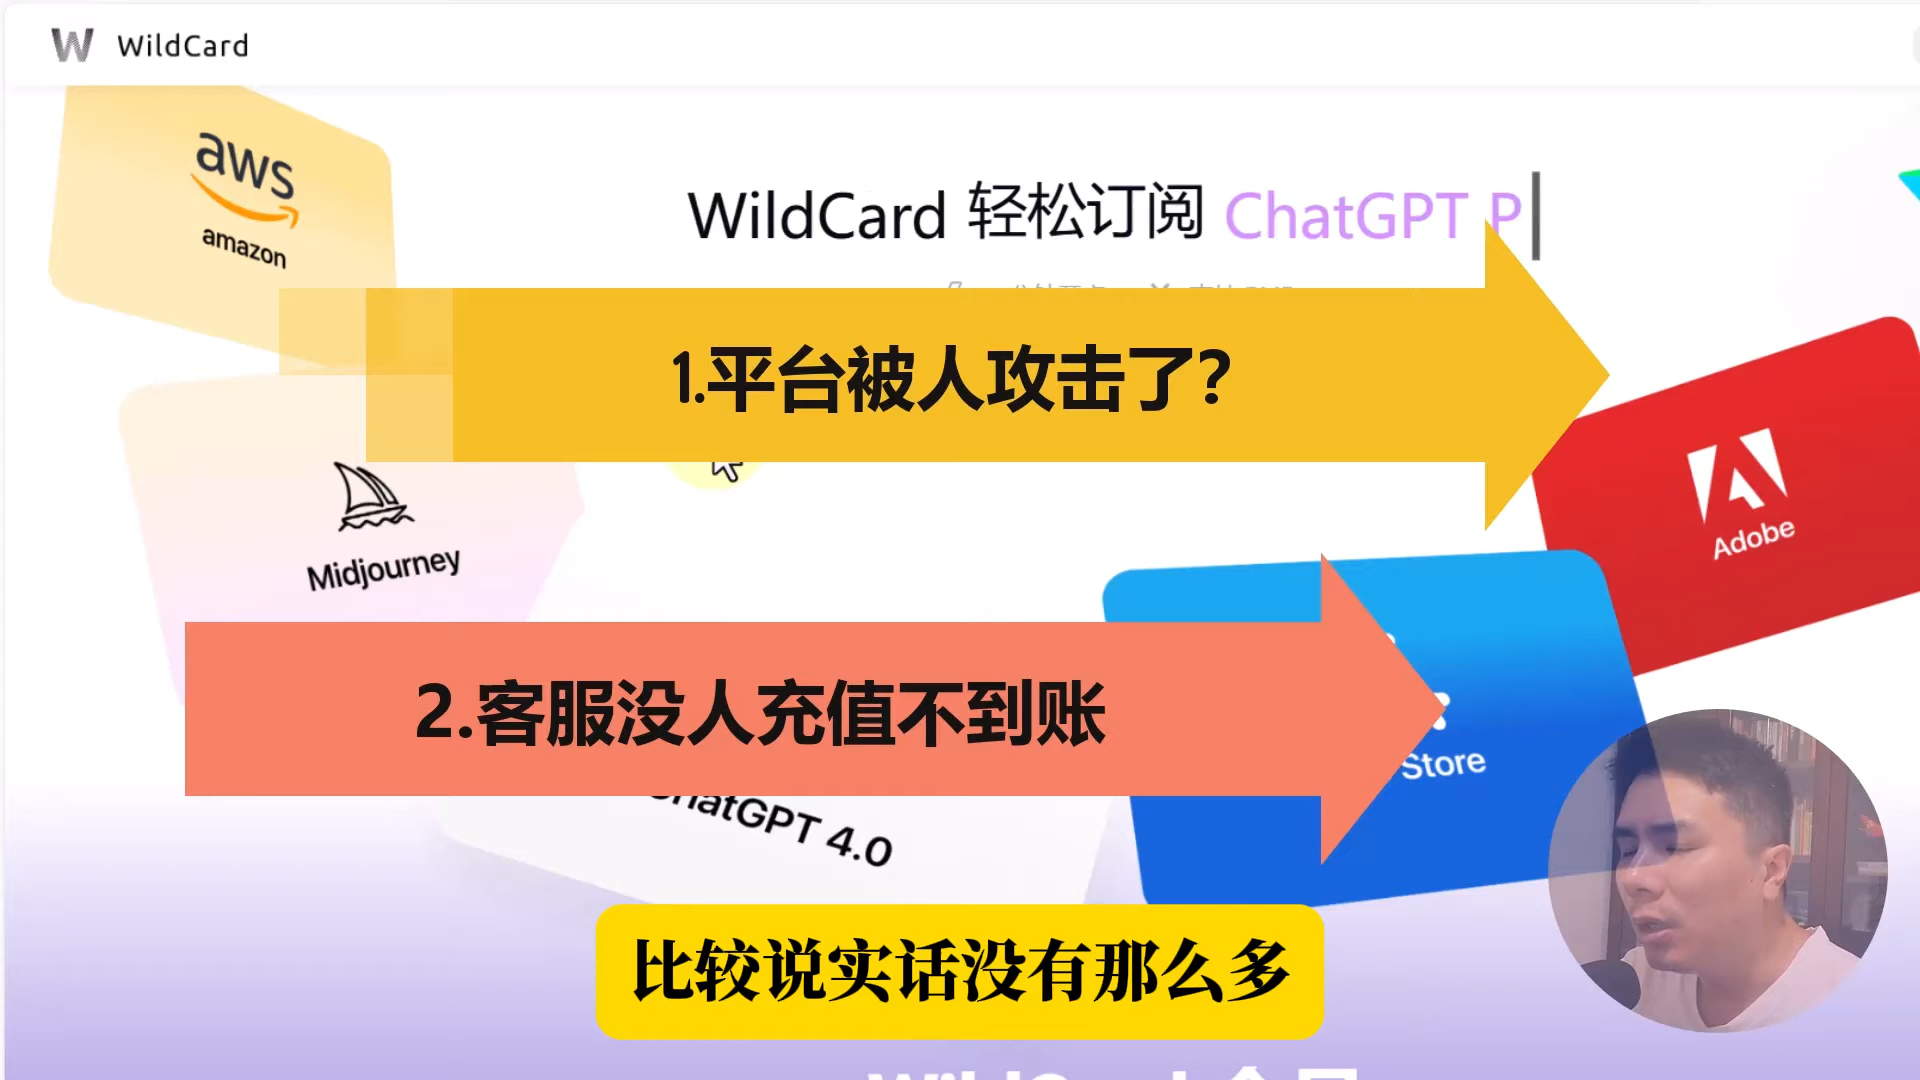 WildCard
aws
amazon
WildCard 轻松订阅 ChatGPT P
1.平台被人攻击了?
Adobe
Midjourney
2.客服没人充值不到账
Store
ChatGPT 4.0
比较说实话没有那么多